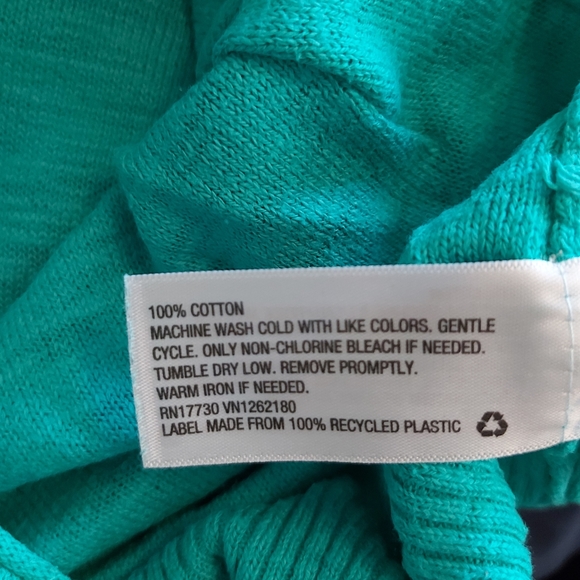 100% COTTON
MACHINE WASH COLD WITH LIKE COLORS. GENTLE
CYCLE. ONLY NON-CHLORINE BLEACH IF NEEDED.
TUMBLE DRY LOW. REMOVE PROMPTLY.
WARM IRON IF NEEDED.
RN17730 VN1262180
LABEL MADE FROM 100% RECYCLED PLASTIC